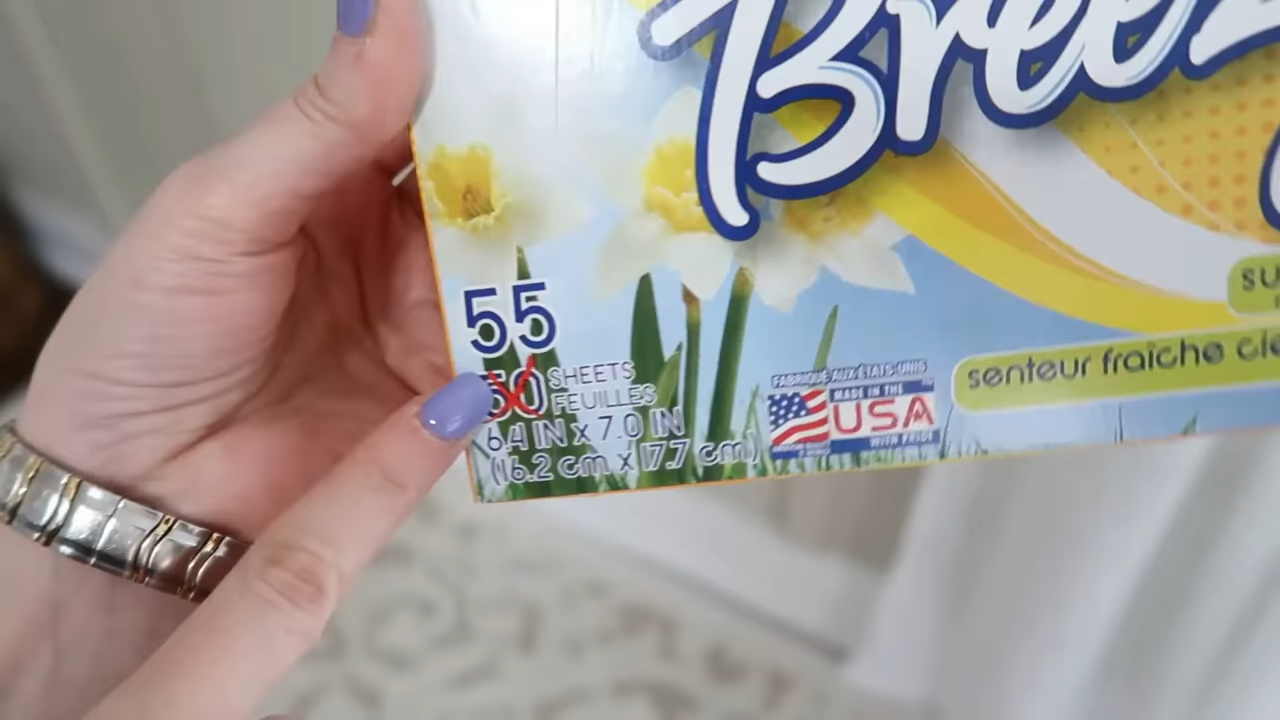 55
50 SHEETS
FEUILLES
6.4 IN x 7.0 IN
(16.2 cm x 17.7 cm)
FABRIQUÉ AUX ÉTATS-UNIS
MADE IN THE
USA
WITH PRIDE
senteur fraîche